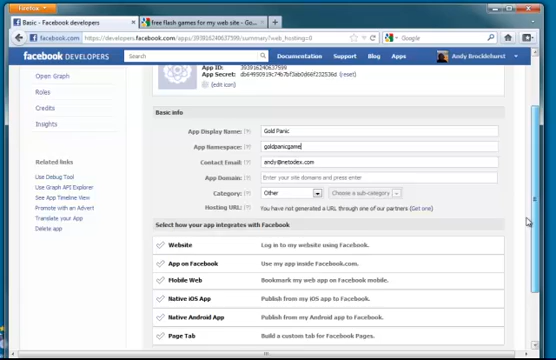 Firefox
Basic - Facebook developers
free flash games for my web site - G...
facebook.com https://developers.facebook.com/apps/393916240637599/summary?web_hosting=0
Google
facebook DEVELOPERS
Search
Documentation Support Blog Apps
Andy Brocklehurst
App ID: 393916240637599
(reset)
App Secret:
(edit icon)
Open Graph
Roles
Credits
Insights
Related links
Use Debug Tool
Use Graph API Explorer
See App Timeline View
Promote with an Advert
Translate your App
Delete app
Basic info
App Display Name: [?] Gold Panic
App Namespace: [?] goldpanicgame
Contact Email: [?] andy@netodex.com
App Domain: [?] Enter your site domains and press enter
Category: [?] Other Choose a sub-category
Hosting URL: [?] You have not generated a URL through one of our partners (Get one)
Select how your app integrates with Facebook
Website Log in to my website using Facebook.
App on Facebook Use my app inside Facebook.com.
Mobile Web Bookmark my web app on Facebook mobile.
Native iOS App Publish from my iOS app to Facebook.
Native Android App Publish from my Android app to Facebook.
Page Tab Build a custom tab for Facebook Pages.